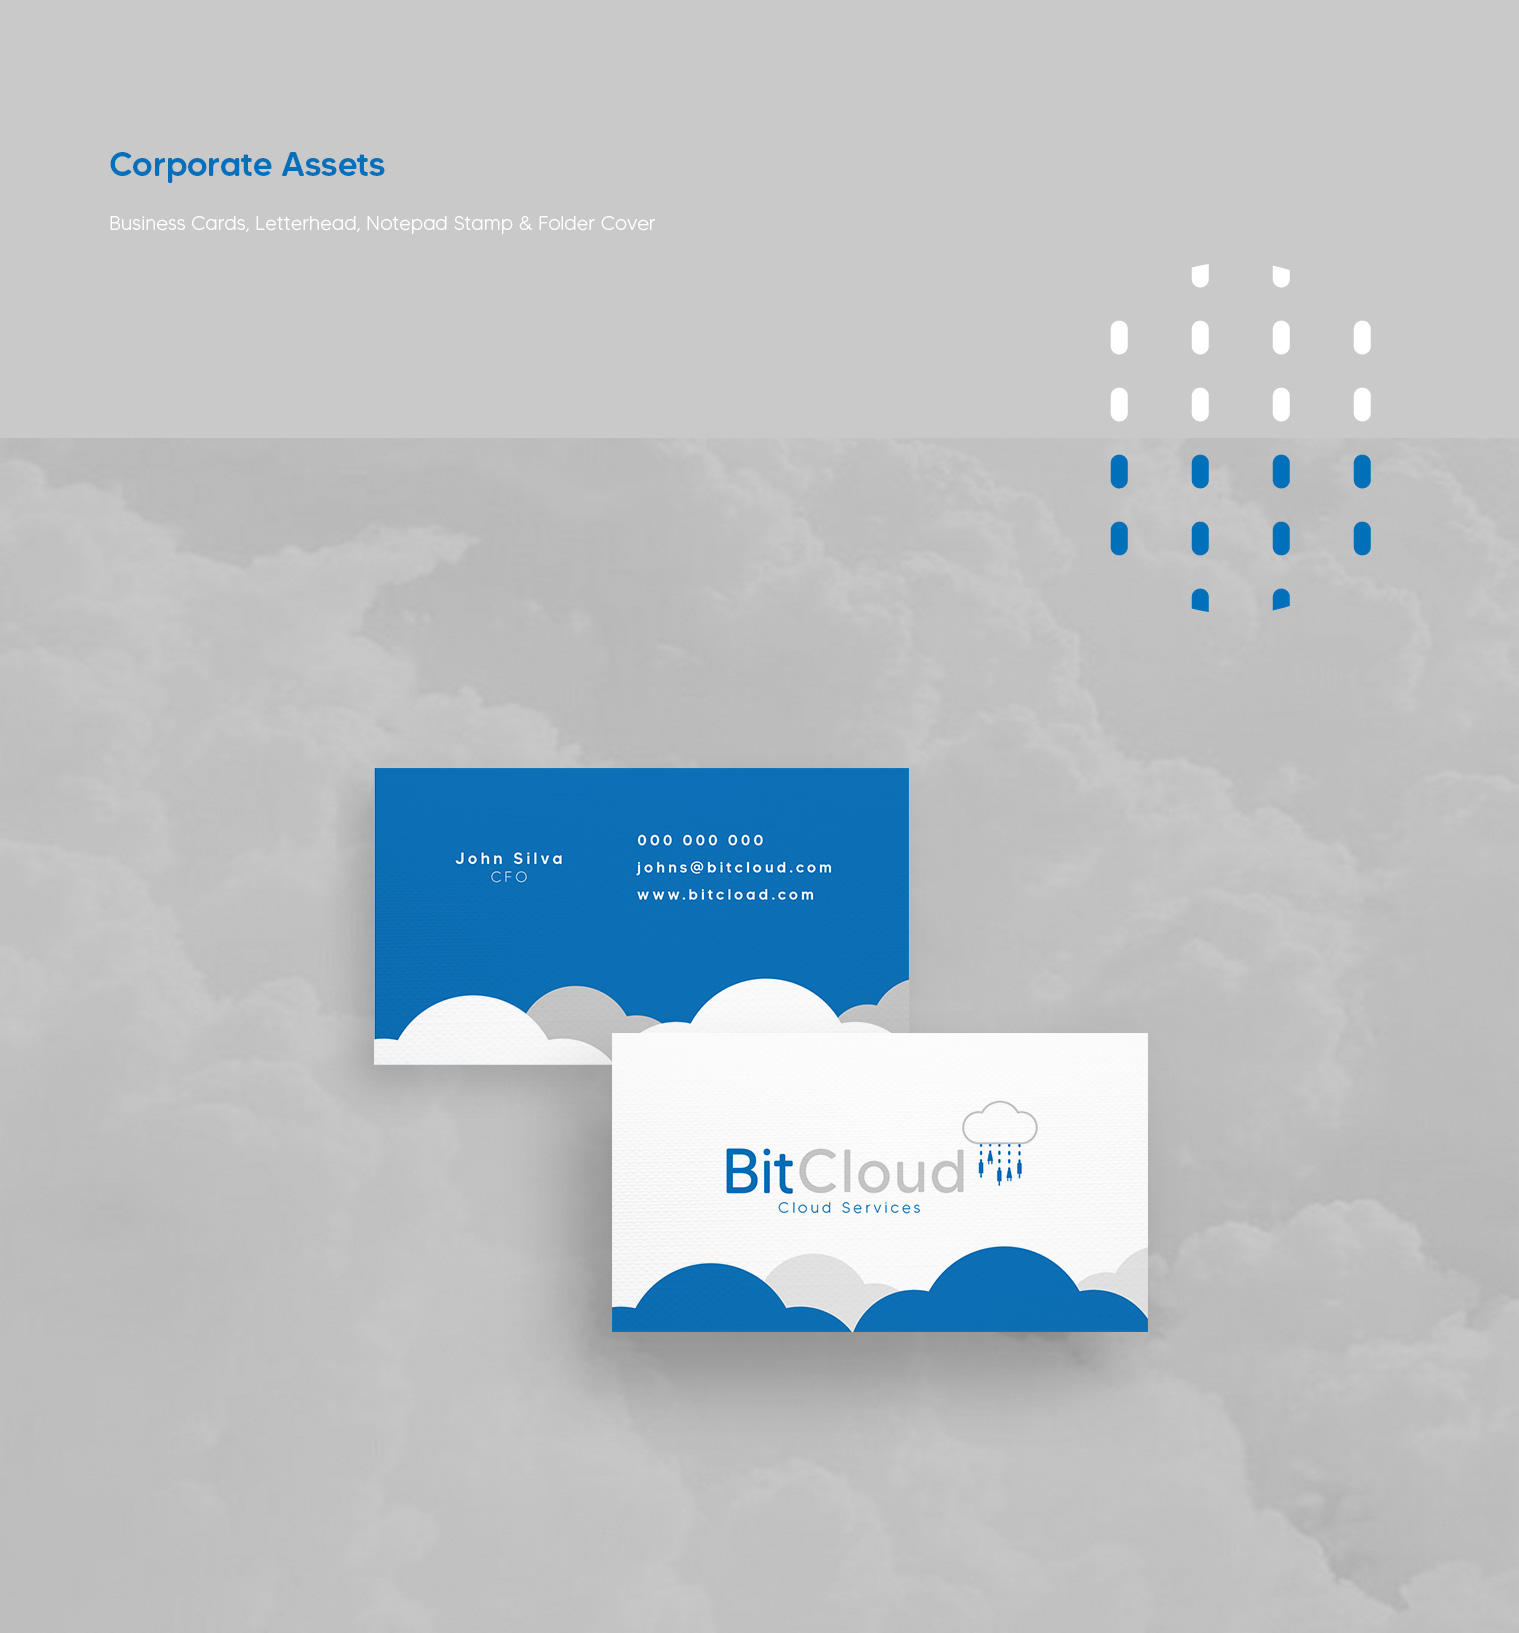 Corporate Assets
Business Cards, Letterhead, Notepad Stamp & Folder Cover
John Silva
CFO
000 000 000
johns@bitcloud.com
www.bitcload.com
BitCloud
Cloud Services